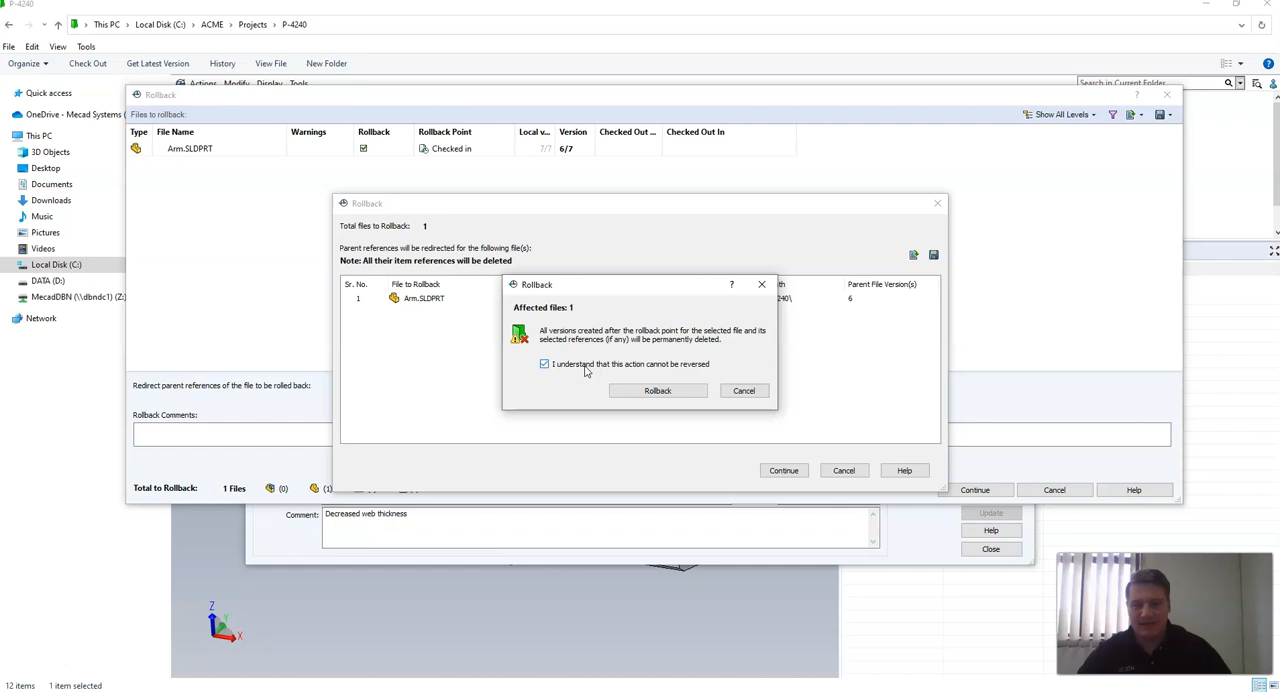 P-4240
This PC > Local Disk (C:) > ACME > Projects > P-4240
File Edit View Tools
Organize Check Out Get Latest Version History View File New Folder
Actions Modify Display Tools
Search in Current Folder
Quick access
OneDrive - Mecad Systems (
This PC
3D Objects
Desktop
Documents
Downloads
Music
Pictures
Videos
Local Disk (C:)
DATA (D:)
MecadDBN (\\dbndc1) (Z:)
Network
Rollback
Files to rollback:
Show All Levels
Type File Name Warnings Rollback Rollback Point Local v... Version Checked Out ... Checked Out In
Arm.SLDPRT Checked in 7/7 6/7
Rollback
Total files to Rollback: 1
Parent references will be redirected for the following file(s):
Note: All their item references will be deleted
Sr. No. File to Rollback Parent File Version(s)
1 Arm.SLDPRT 240\ 6
Rollback
Affected files: 1
All versions created after the rollback point for the selected file and its
selected references (if any) will be permanently deleted.
I understand that this action cannot be reversed
Rollback Cancel
Continue Cancel Help
Redirect parent references of the file to be rolled back:
Rollback Comments:
Total to Rollback: 1 Files (0) (1)
Continue Cancel Help
Comment: Decreased web thickness
Update
Help
Close
Z
Y
X
12 items 1 item selected